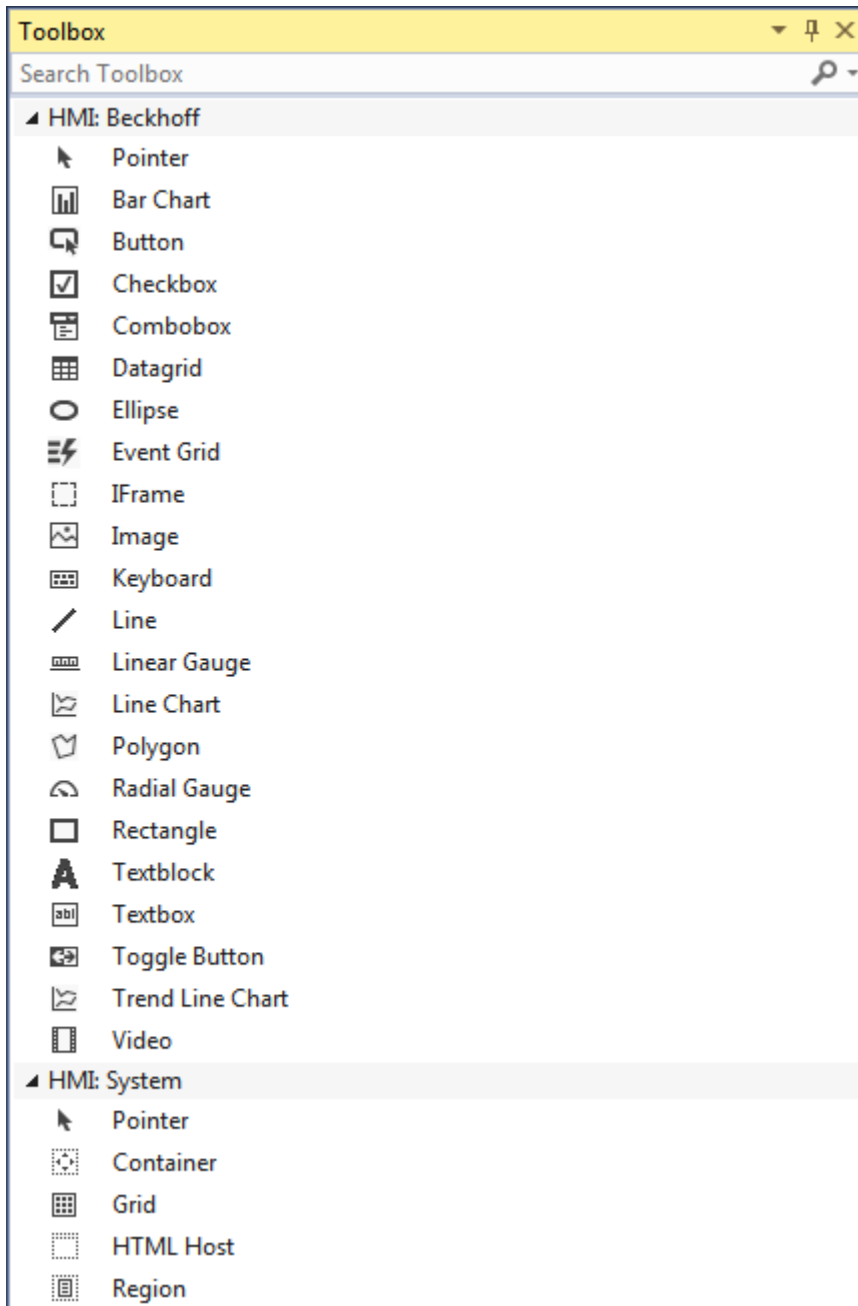 Toolbox
Search Toolbox
HMI: Beckhoff
Pointer
Bar Chart
Button
Checkbox
Combobox
Datagrid
Ellipse
Event Grid
IFrame
Image
Keyboard
Line
Linear Gauge
Line Chart
Polygon
Radial Gauge
Rectangle
Textblock
Textbox
Toggle Button
Trend Line Chart
Video
HMI: System
Pointer
Container
Grid
HTML Host
Region